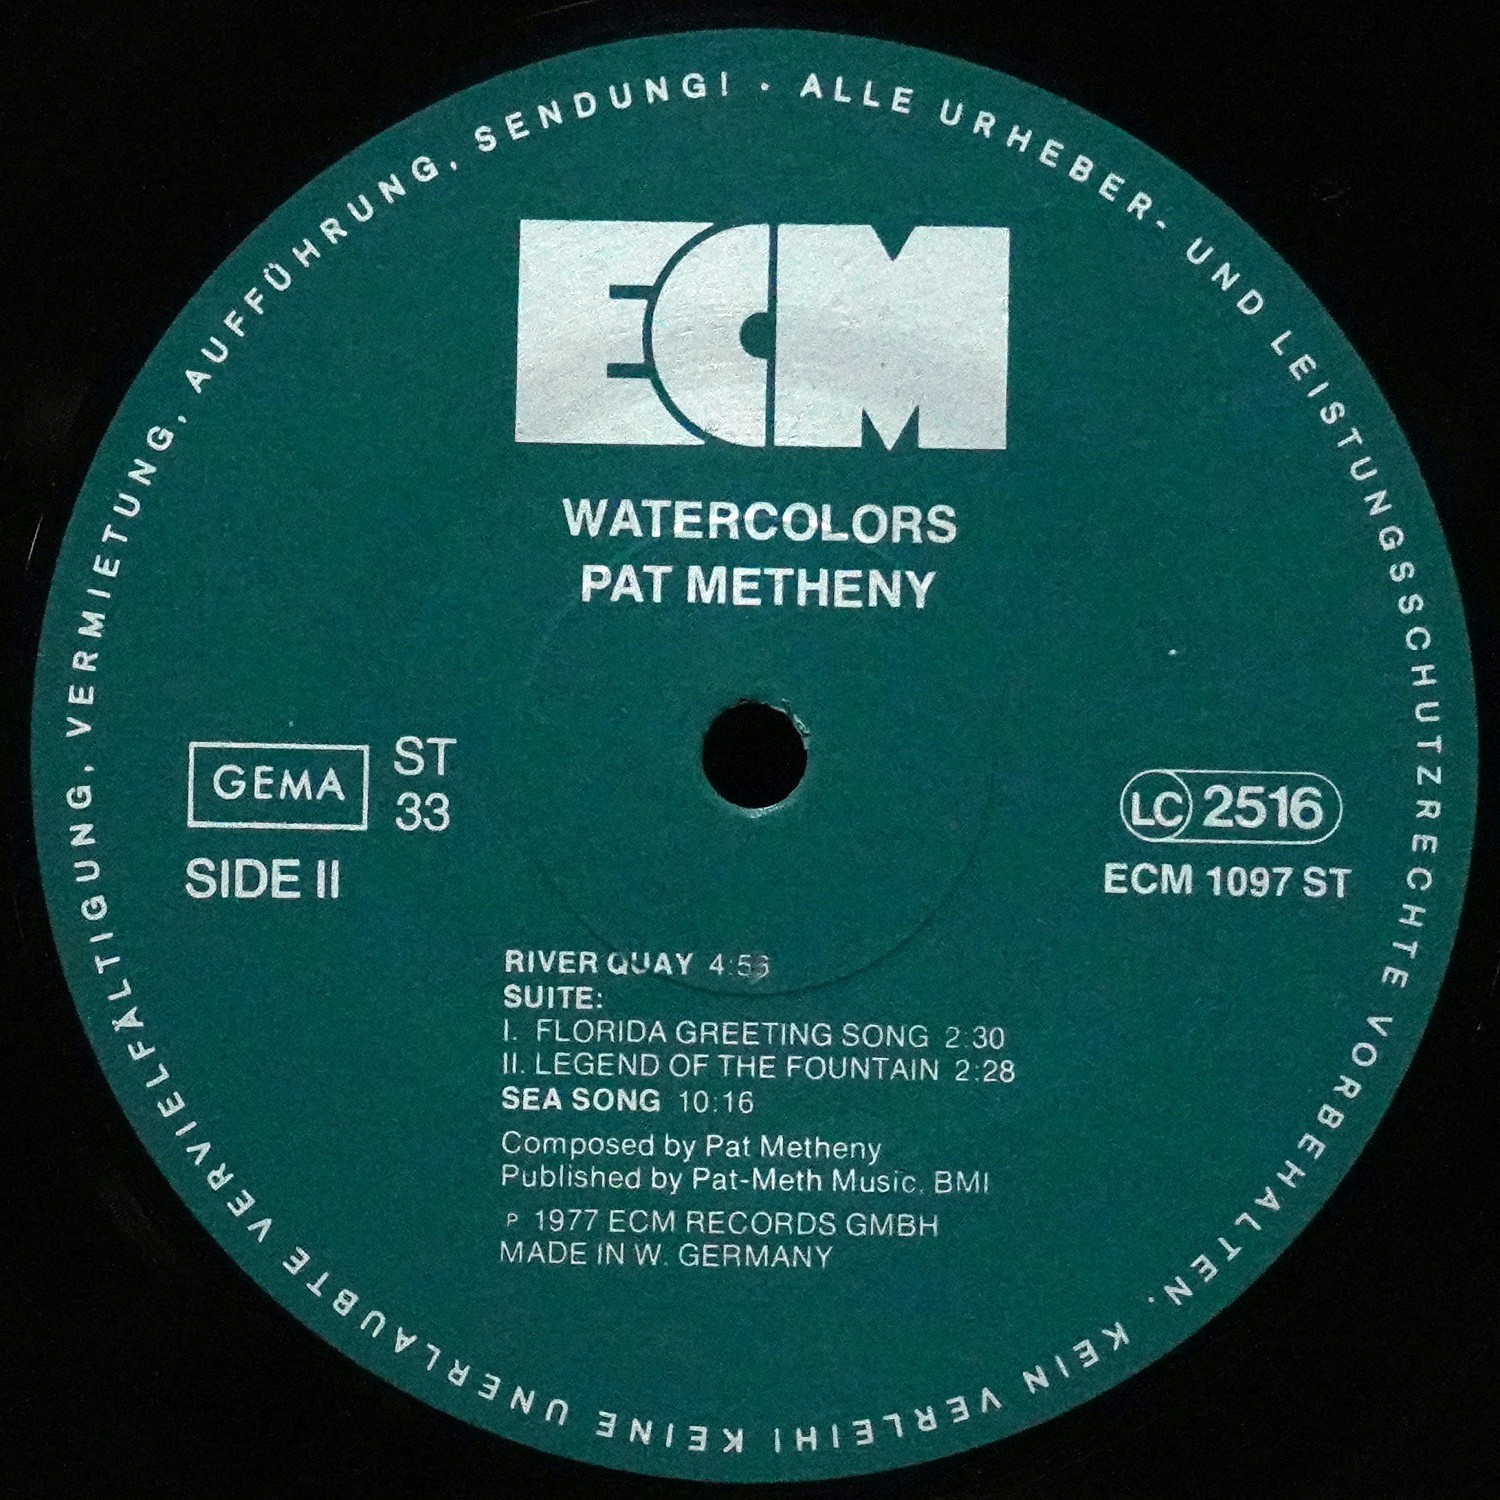 ALLE URHEBER- UND LEISTUNGSSCHUTZRECHTE VORBEHALTEN. KEIN VERLEIH! KEINE UNERLAUBTE VERVIELFÄLTIGUNG, VERMIETUNG, AUFFÜHRUNG, SENDUNG! ·
ECM
WATERCOLORS
PAT METHENY
GEMA
ST
33
SIDE II
LC 2516
ECM 1097 ST
RIVER QUAY
SUITE:
I. FLORIDA GREETING SONG 2:30
II. LEGEND OF THE FOUNTAIN 2:28
SEA SONG 10:16
Composed by Pat Metheny
Published by Pat-Meth Music, BMI
℗ 1977 ECM RECORDS GMBH
MADE IN W. GERMANY